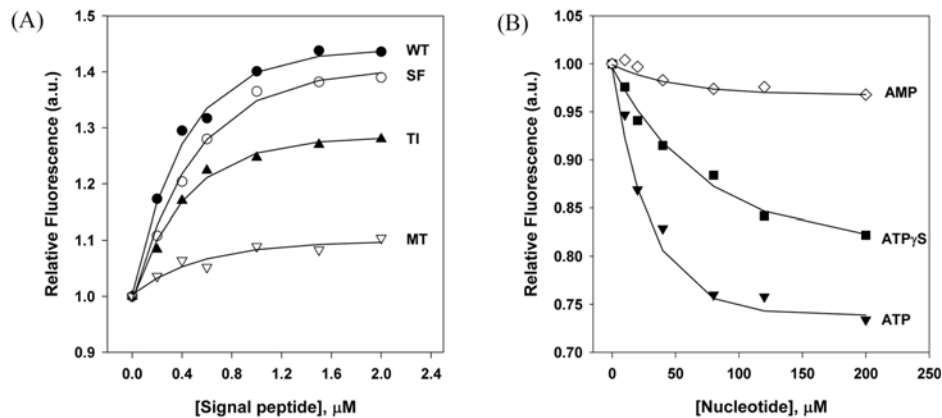 (A)
1.5
1.4
1.3
1.2
1.1
1.0
0.9
Relative Fluorescence (a.u.)
WT
SF
TI
MT
0.0 0.4 0.8 1.2 1.6 2.0 2.4
[Signal peptide], μM
(B)
1.05
1.00
0.95
0.90
0.85
0.80
0.75
0.70
Relative Fluorescence (a.u.)
AMP
ATPγS
ATP
0 50 100 150 200 250
[Nucleotide], μM